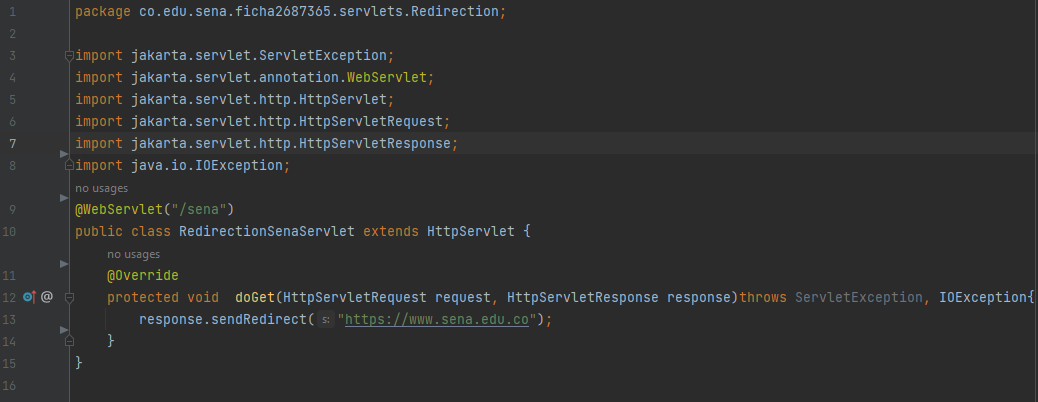 1 package co.edu.sena.ficha2687365.servlets.Redirection;
2
3 import jakarta.servlet.ServletException;
4 import jakarta.servlet.annotation.WebServlet;
5 import jakarta.servlet.http.HttpServlet;
6 import jakarta.servlet.http.HttpServletRequest;
7 import jakarta.servlet.http.HttpServletResponse;
8 import java.io.IOException;
no usages
9 @WebServlet("/sena")
10 public class RedirectionSenaServlet extends HttpServlet {
no usages
11 @Override
12 @ protected void  doGet(HttpServletRequest request, HttpServletResponse response)throws ServletException, IOException{
13 response.sendRedirect( s: "https://www.sena.edu.co");
14 }
15 }
16